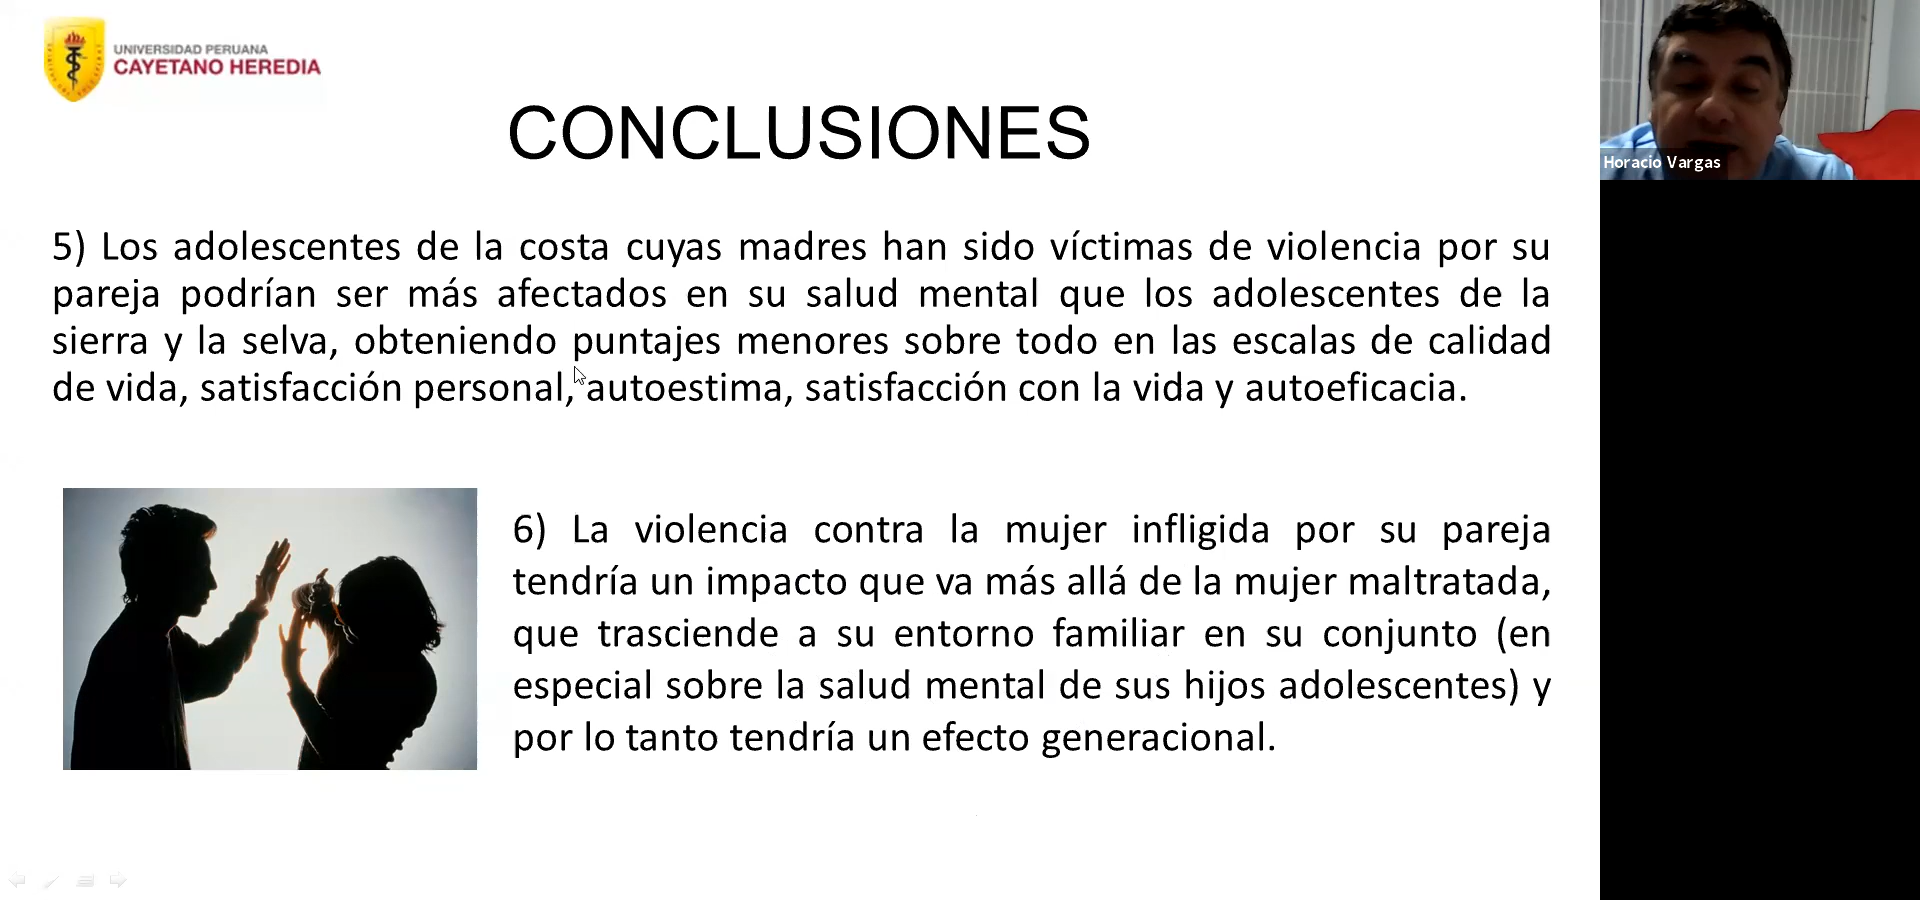 UNIVERSIDAD PERUANA
CAYETANO HEREDIA
CONCLUSIONES
5) Los adolescentes de la costa cuyas madres han sido víctimas de violencia por su
pareja podrían ser más afectados en su salud mental que los adolescentes de la
sierra y la selva, obteniendo puntajes menores sobre todo en las escalas de calidad
de vida, satisfacción personal, autoestima, satisfacción con la vida y autoeficacia.
6) La violencia contra la mujer infligida por su pareja
tendría un impacto que va más allá de la mujer maltratada,
que trasciende a su entorno familiar en su conjunto (en
especial sobre la salud mental de sus hijos adolescentes) y
por lo tanto tendría un efecto generacional.
Horacio Vargas